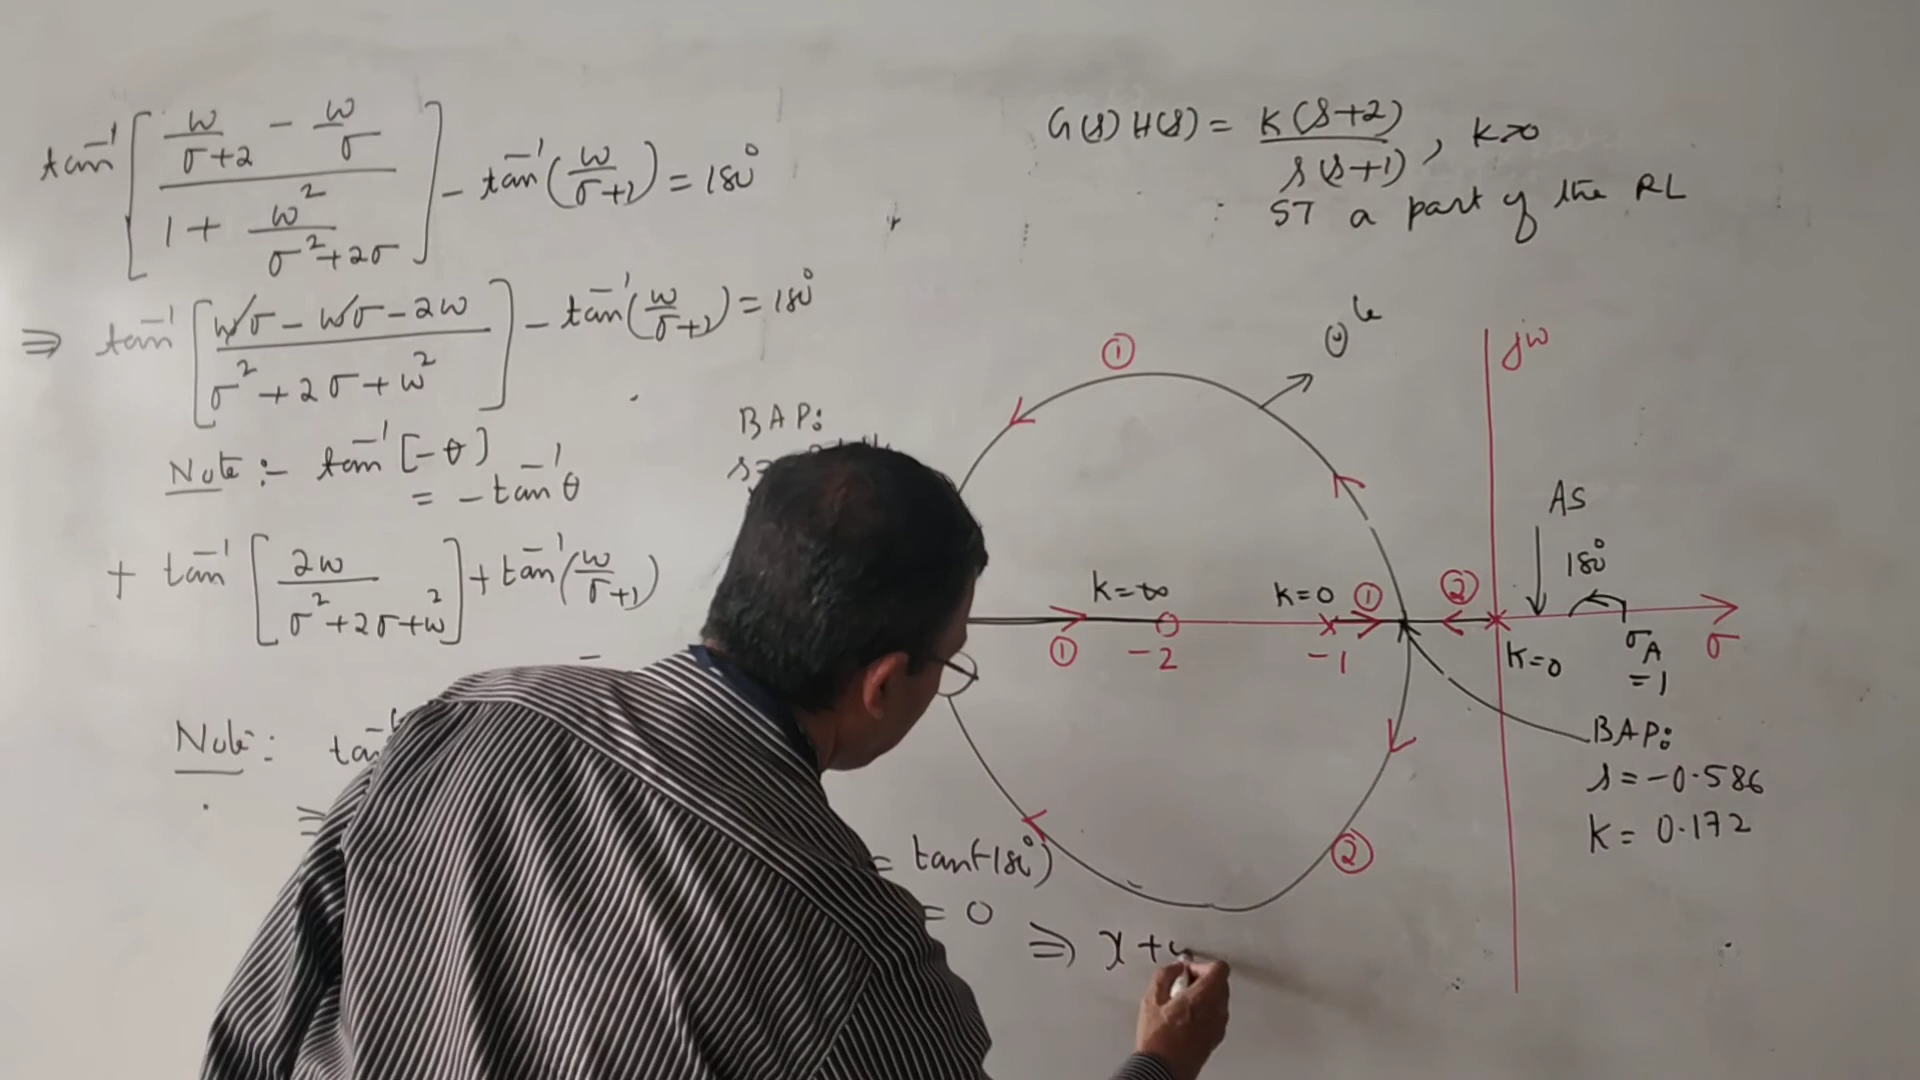 tan⁻¹ [ (ω/(σ+2) − ω/σ) / (1 + ω²/(σ²+2σ)) ] − tan⁻¹(ω/(σ+1)) = 180°
⇒ tan⁻¹ [ (ωσ − ωσ − 2ω) / (σ² + 2σ + ω²) ] − tan⁻¹(ω/(σ+1)) = 180°
Note :- tan⁻¹[−θ]
= − tan⁻¹θ
+ tan⁻¹ [ 2ω / (σ²+2σ+ω²) ] + tan⁻¹(ω/(σ+1))
Note:
= tan(-180°)
= 0
⇒ x +
BAP:
G(s) H(s) = K(s+2) / s(s+1), K>0
ST a part of the RL
jω
①
K=∞
K=0
①
②
K=0
①
-2
-1
②
AS
180°
σA
= 1
σ
BAP:
s = -0.586
K = 0.172